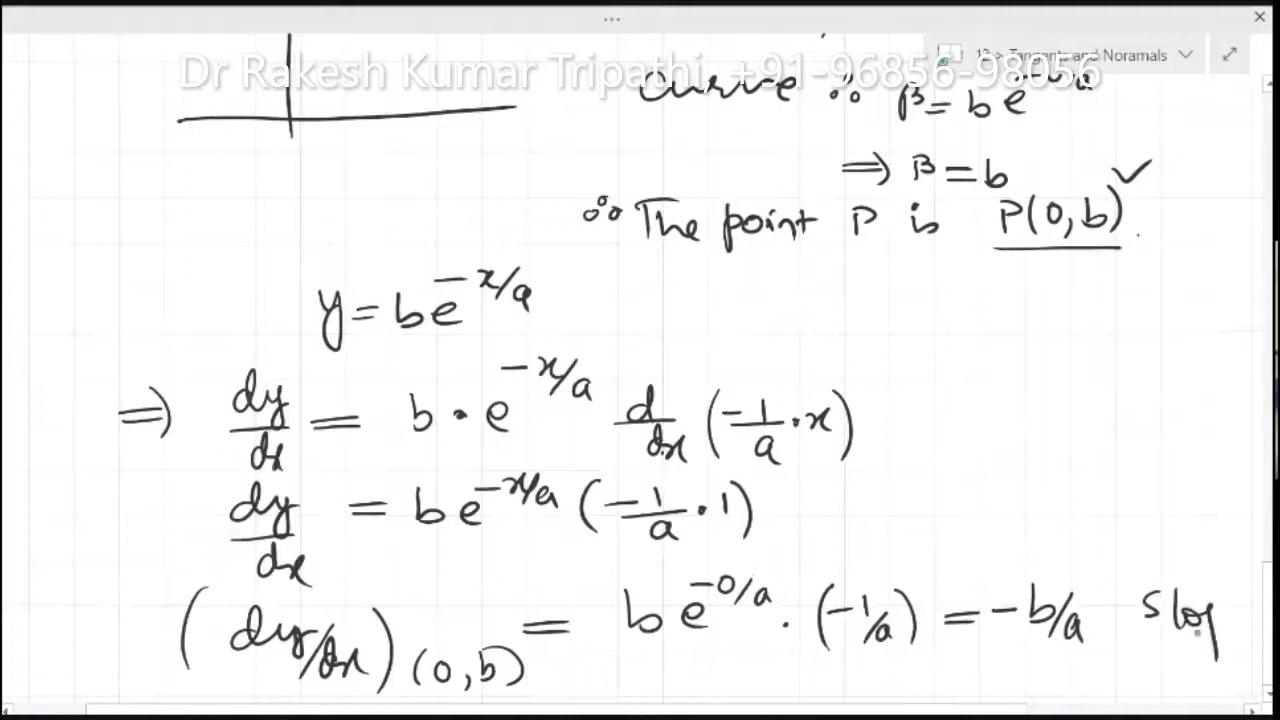 12 > Tangents and Noramals
Dr Rakesh Kumar Tripathi +91-96856-98056
curve ∴ β = b e
⇒ β = b ✓
∴ The point P is P(0, b)
y = be^{-x/a}
⇒ dy/dx = b · e^{-x/a} d/dx (-1/a · x)
dy/dx = be^{-x/a} (-1/a · 1)
(dy/dx)_{(0, b)} = be^{-0/a} · (-1/a) = -b/a Slop